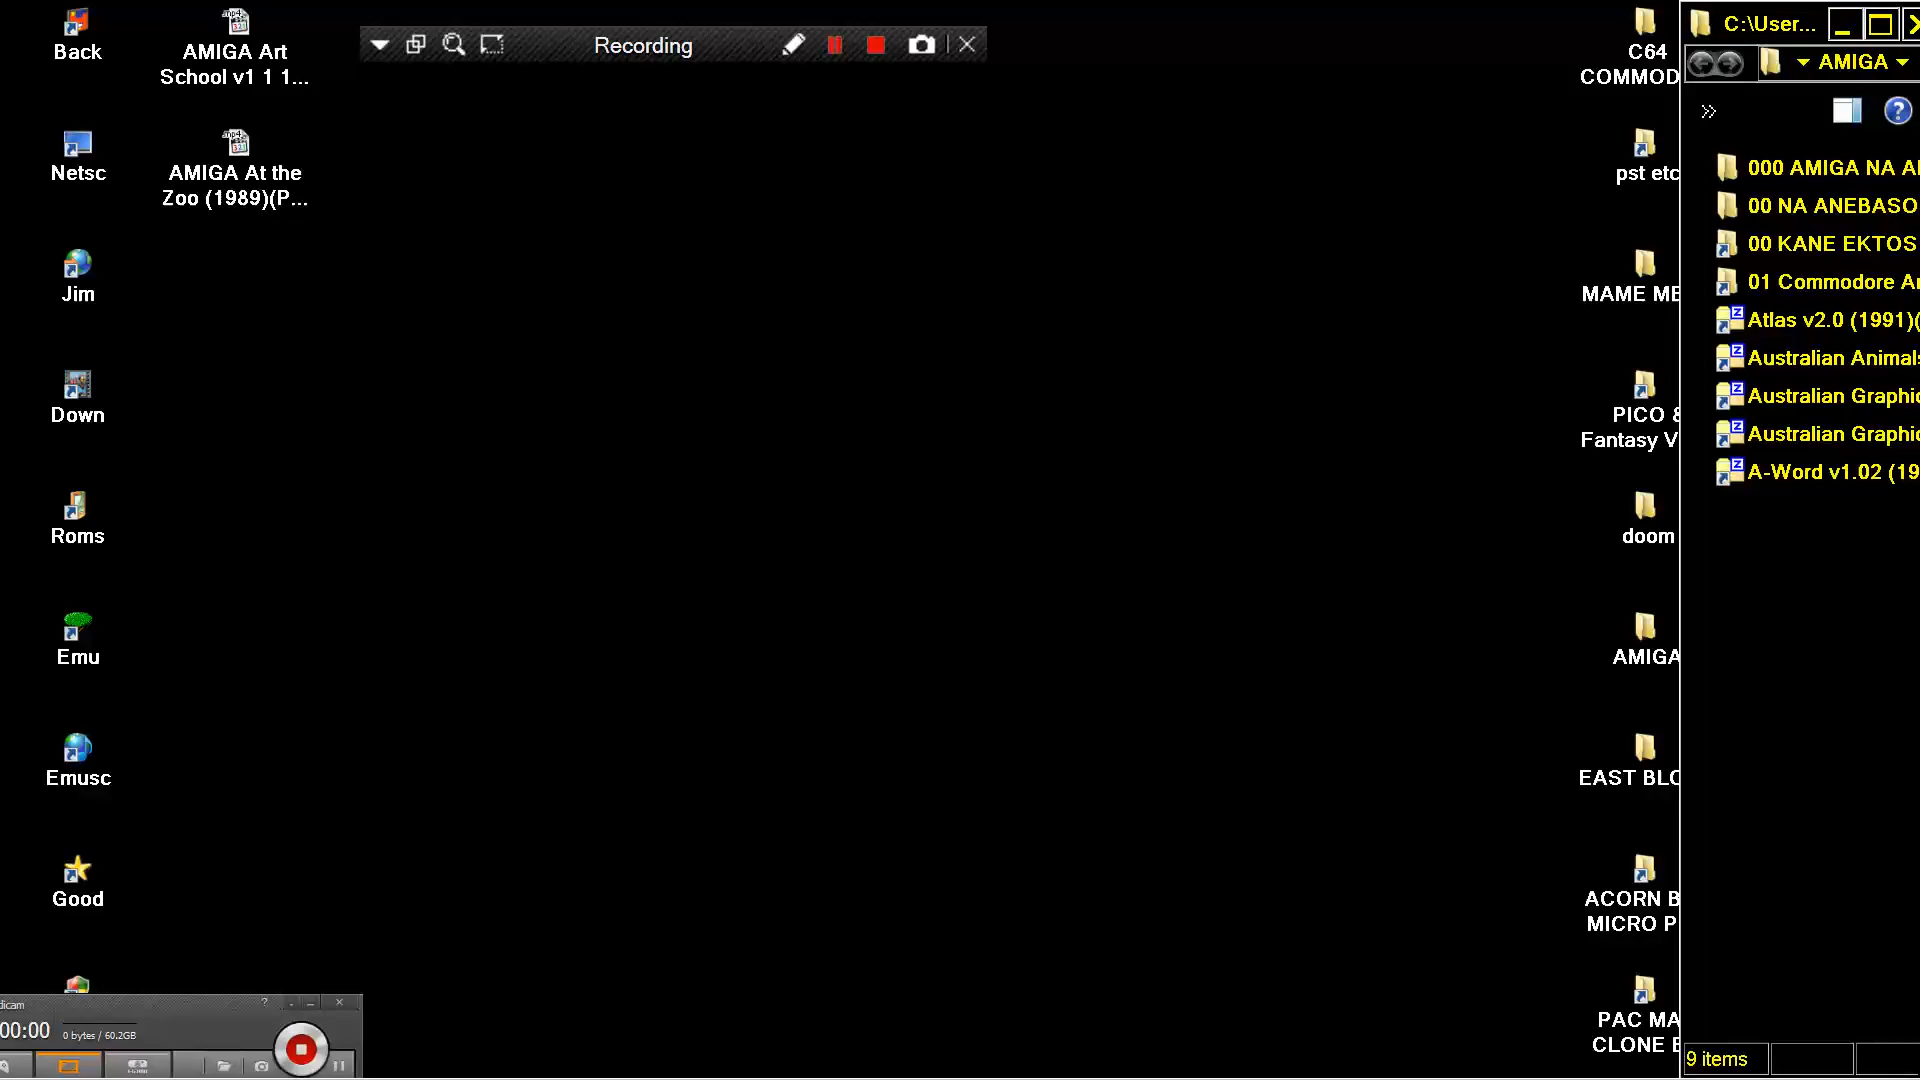 Back
AMIGA Art
School v1 1 1...
Netsc
AMIGA At the
Zoo (1989)(P...
Jim
Down
Roms
Emu
Emusc
Good
Recording
dicam
?
00:00
0 bytes / 60.2GB
C64
COMMOD
pst etc
MAME ME
PICO &
Fantasy V
doom
AMIGA
EAST BLO
ACORN B
MICRO P
PAC MA
CLONE E
C:\User...
AMIGA
»
?
000 AMIGA NA A
00 NA ANEBASO
00 KANE EKTOS
01 Commodore A
Atlas v2.0 (1991)(
Australian Animals
Australian Graphic
Australian Graphic
A-Word v1.02 (19
9 items